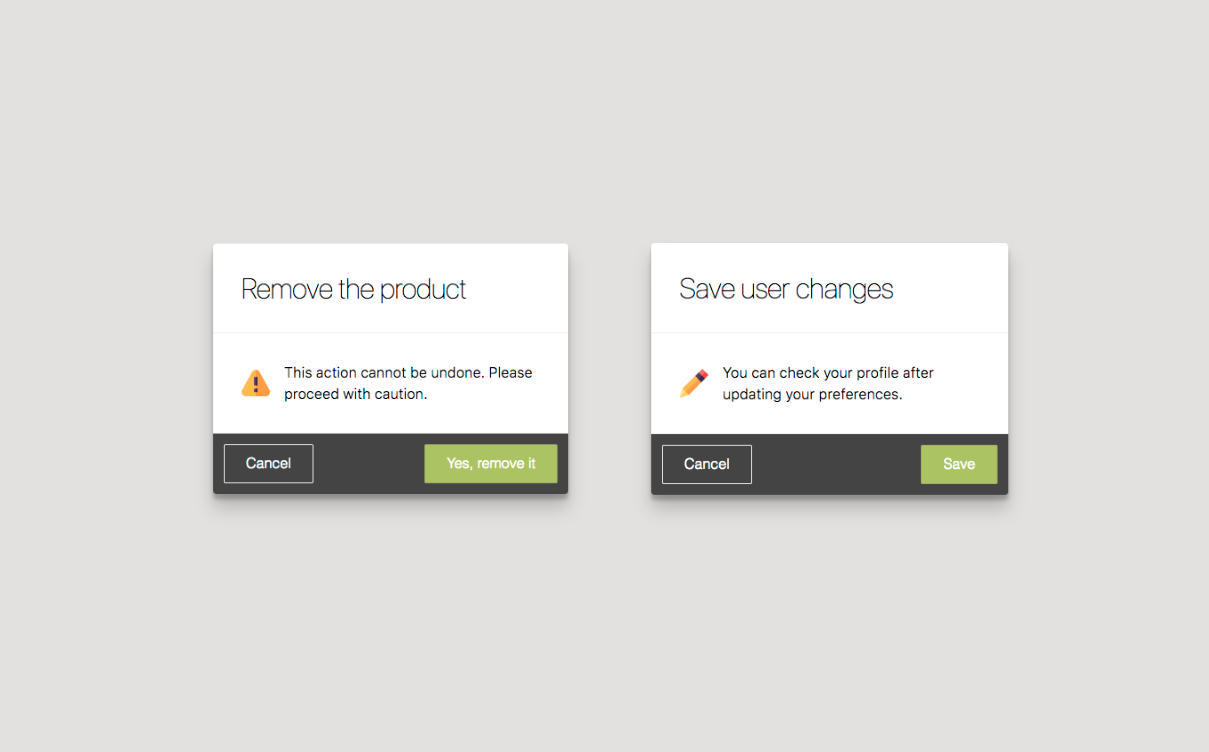 Remove the product
This action cannot be undone. Please
proceed with caution.
Cancel
Yes, remove it
Save user changes
You can check your profile after
updating your preferences.
Cancel
Save